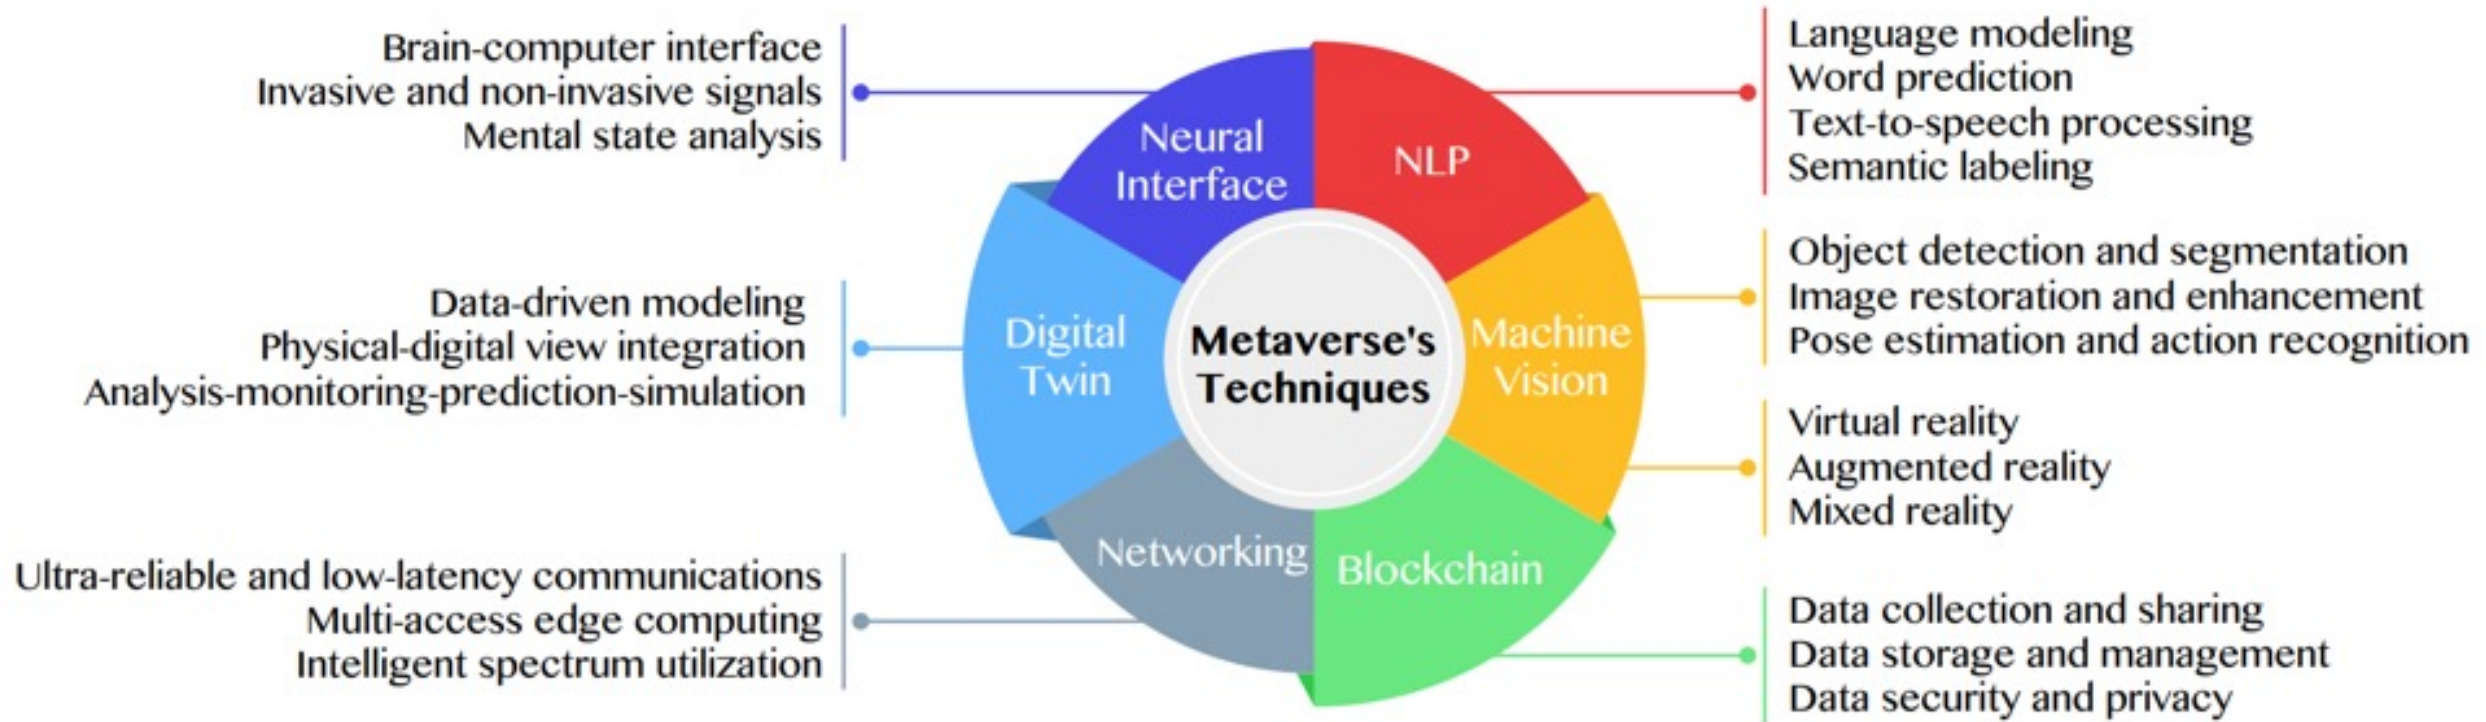 Brain-computer interface
Invasive and non-invasive signals
Mental state analysis
Data-driven modeling
Physical-digital view integration
Analysis-monitoring-prediction-simulation
Ultra-reliable and low-latency communications
Multi-access edge computing
Intelligent spectrum utilization
Neural
Interface
NLP
Digital
Twin
Metaverse's
Techniques
Machine
Vision
Networking
Blockchain
Language modeling
Word prediction
Text-to-speech processing
Semantic labeling
Object detection and segmentation
Image restoration and enhancement
Pose estimation and action recognition
Virtual reality
Augmented reality
Mixed reality
Data collection and sharing
Data storage and management
Data security and privacy